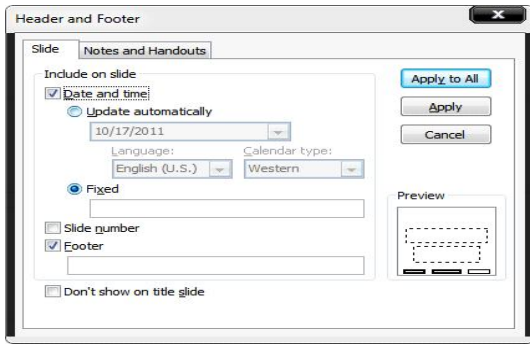 Header and Footer
Slide
Notes and Handouts
Include on slide
Date and time
Update automatically
10/17/2011
Language:
Calendar type:
English (U.S.)
Western
Fixed
Slide number
Footer
Don't show on title slide
Apply to All
Apply
Cancel
Preview